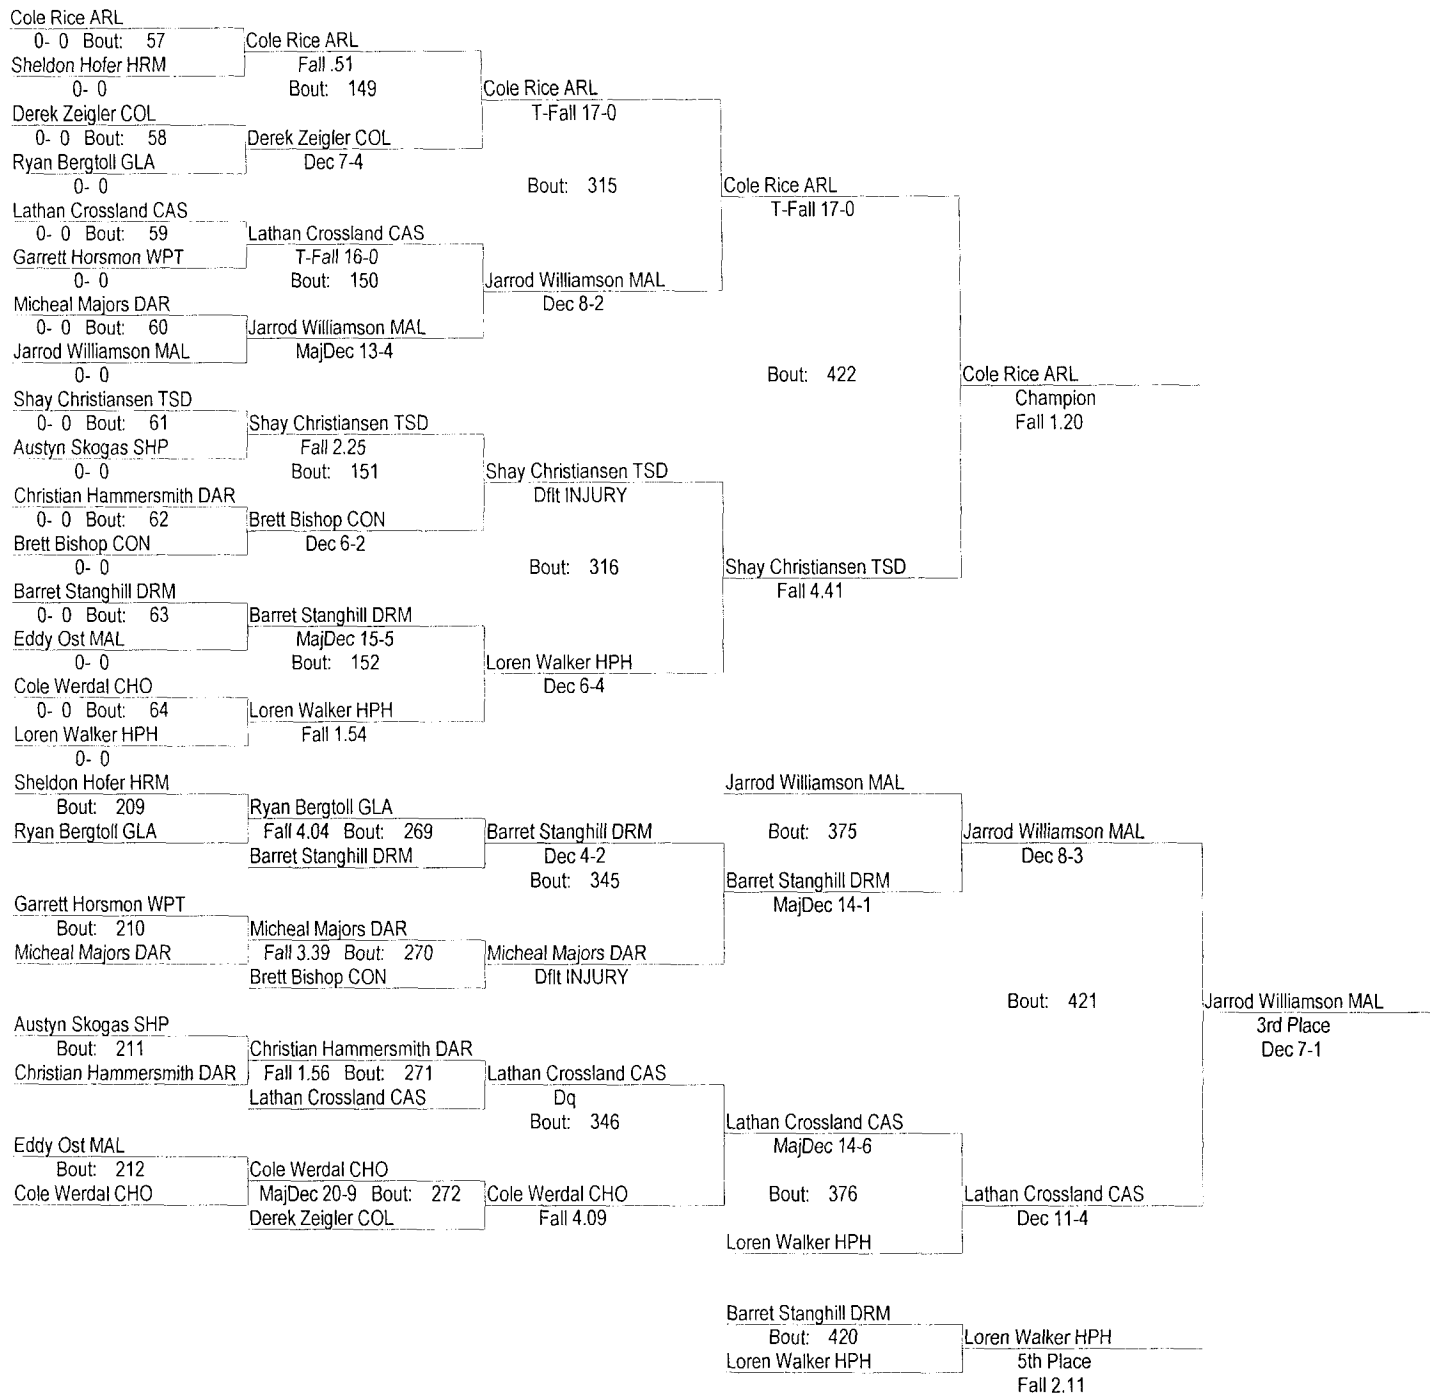 Cole Rice ARL
0- 0 Bout: 57
Cole Rice ARL
Sheldon Hofer HRM
Fall .51
0- 0
Bout: 149
Cole Rice ARL
Derek Zeigler COL
T-Fall 17-0
0- 0 Bout: 58
Derek Zeigler COL
Ryan Bergtoll GLA
Dec 7-4
0- 0
Bout: 315
Cole Rice ARL
Lathan Crossland CAS
T-Fall 17-0
0- 0 Bout: 59
Lathan Crossland CAS
Garrett Horsmon WPT
T-Fall 16-0
0- 0
Bout: 150
Jarrod Williamson MAL
Micheal Majors DAR
Dec 8-2
0- 0 Bout: 60
Jarrod Williamson MAL
Jarrod Williamson MAL
MajDec 13-4
0- 0
Bout: 422
Cole Rice ARL
Shay Christiansen TSD
Champion
0- 0 Bout: 61
Shay Christiansen TSD
Fall 1.20
Austyn Skogas SHP
Fall 2.25
0- 0
Bout: 151
Shay Christiansen TSD
Christian Hammersmith DAR
Dflt INJURY
0- 0 Bout: 62
Brett Bishop CON
Brett Bishop CON
Dec 6-2
0- 0
Bout: 316
Shay Christiansen TSD
Barret Stanghill DRM
Fall 4.41
0- 0 Bout: 63
Barret Stanghill DRM
Eddy Ost MAL
MajDec 15-5
0- 0
Bout: 152
Loren Walker HPH
Cole Werdal CHO
Dec 6-4
0- 0 Bout: 64
Loren Walker HPH
Loren Walker HPH
Fall 1.54
0- 0
Sheldon Hofer HRM
Jarrod Williamson MAL
Bout: 209
Ryan Bergtoll GLA
Ryan Bergtoll GLA
Fall 4.04 Bout: 269
Barret Stanghill DRM
Bout: 375
Jarrod Williamson MAL
Barret Stanghill DRM
Dec 4-2
Dec 8-3
Bout: 345
Barret Stanghill DRM
Garrett Horsmon WPT
MajDec 14-1
Bout: 210
Micheal Majors DAR
Micheal Majors DAR
Fall 3.39 Bout: 270
Micheal Majors DAR
Brett Bishop CON
Dflt INJURY
Bout: 421
Jarrod Williamson MAL
Austyn Skogas SHP
3rd Place
Bout: 211
Christian Hammersmith DAR
Dec 7-1
Christian Hammersmith DAR
Fall 1.56 Bout: 271
Lathan Crossland CAS
Lathan Crossland CAS
Dq
Bout: 346
Lathan Crossland CAS
Eddy Ost MAL
MajDec 14-6
Bout: 212
Cole Werdal CHO
Cole Werdal CHO
MajDec 20-9 Bout: 272
Cole Werdal CHO
Bout: 376
Lathan Crossland CAS
Derek Zeigler COL
Fall 4.09
Dec 11-4
Loren Walker HPH
Barret Stanghill DRM
Bout: 420
Loren Walker HPH
Loren Walker HPH
5th Place
Fall 2.11